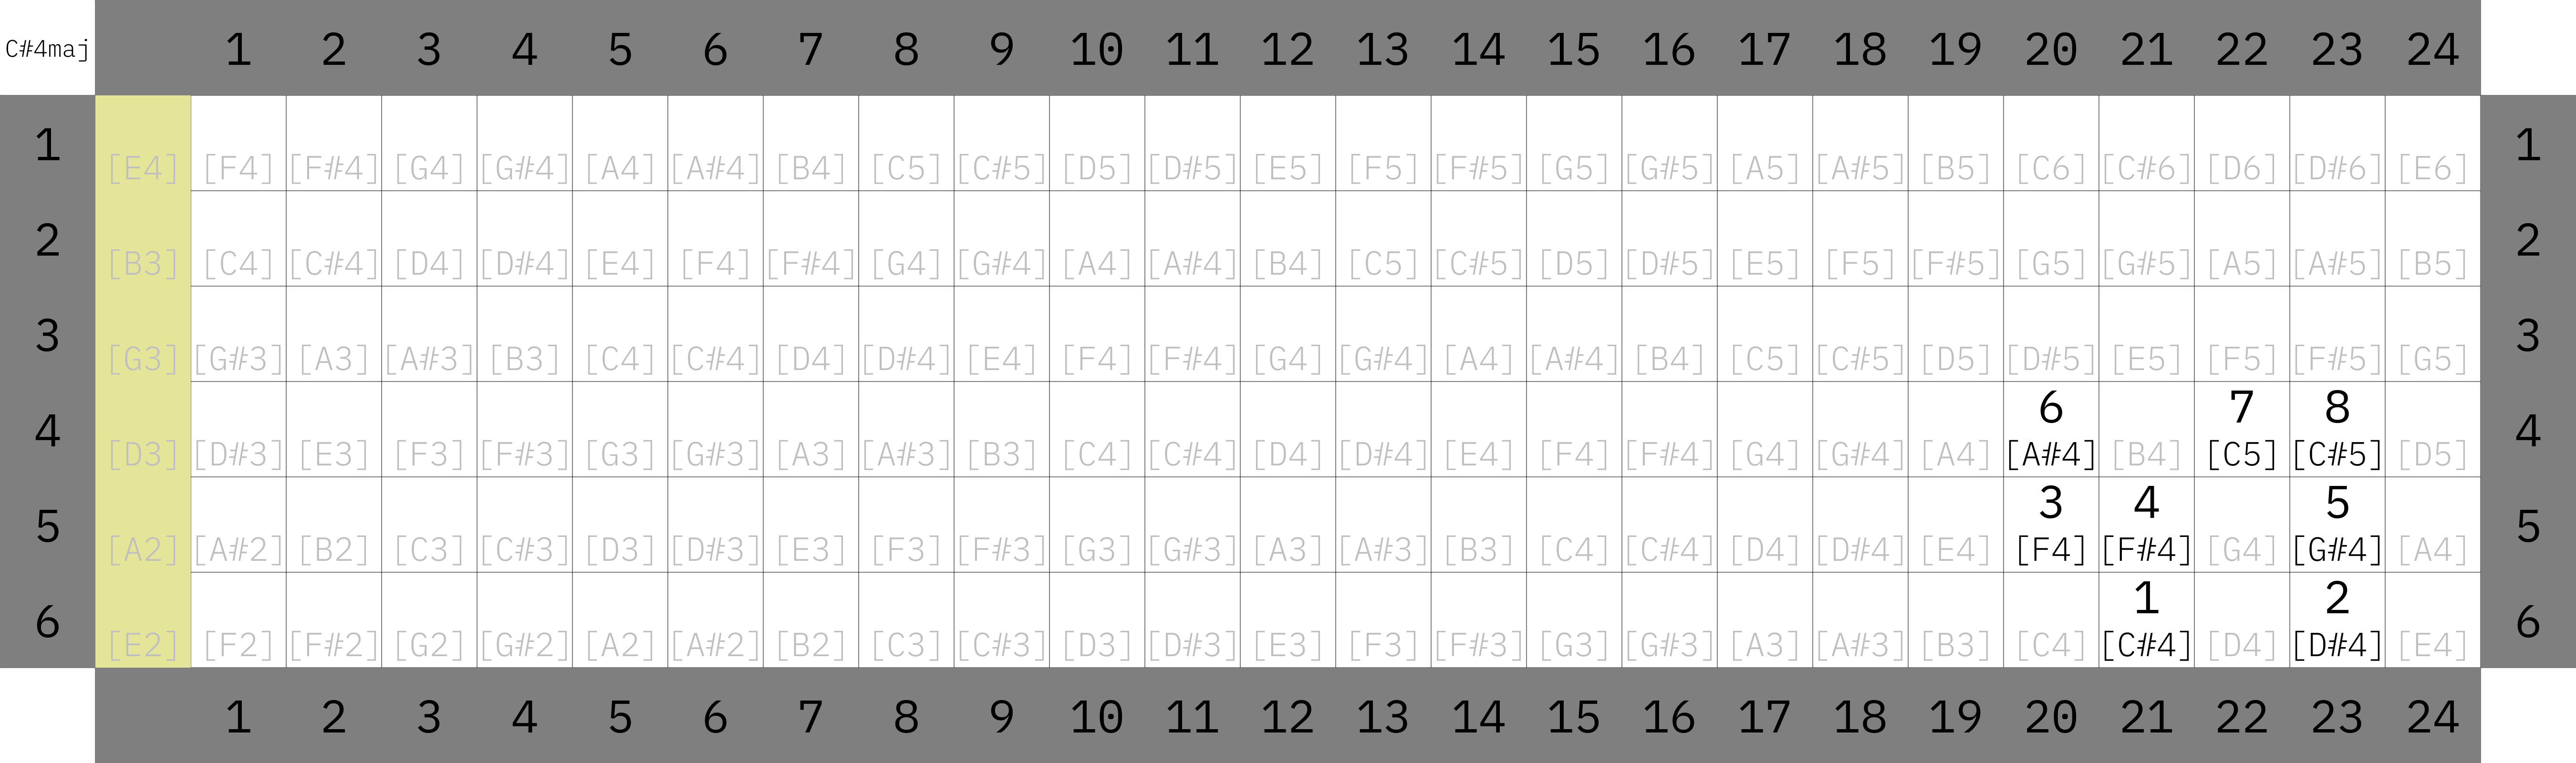 C#4maj 1 2 3 4 5 6 7 8 9 10 11 12 13 14 15 16 17 18 19 20 21 22 23 24
1 [E4] [F4] [F#4] [G4] [G#4] [A4] [A#4] [B4] [C5] [C#5] [D5] [D#5] [E5] [F5] [F#5] [G5] [G#5] [A5] [A#5] [B5] [C6] [C#6] [D6] [D#6] [E6] 1
2 [B3] [C4] [C#4] [D4] [D#4] [E4] [F4] [F#4] [G4] [G#4] [A4] [A#4] [B4] [C5] [C#5] [D5] [D#5] [E5] [F5] [F#5] [G5] [G#5] [A5] [A#5] [B5] 2
3 [G3] [G#3] [A3] [A#3] [B3] [C4] [C#4] [D4] [D#4] [E4] [F4] [F#4] [G4] [G#4] [A4] [A#4] [B4] [C5] [C#5] [D5] [D#5] [E5] [F5] [F#5] [G5] 3
6 7 8
4 [D3] [D#3] [E3] [F3] [F#3] [G3] [G#3] [A3] [A#3] [B3] [C4] [C#4] [D4] [D#4] [E4] [F4] [F#4] [G4] [G#4] [A4] [A#4] [B4] [C5] [C#5] [D5] 4
3 4 5
5 [A2] [A#2] [B2] [C3] [C#3] [D3] [D#3] [E3] [F3] [F#3] [G3] [G#3] [A3] [A#3] [B3] [C4] [C#4] [D4] [D#4] [E4] [F4] [F#4] [G4] [G#4] [A4] 5
1 2
6 [E2] [F2] [F#2] [G2] [G#2] [A2] [A#2] [B2] [C3] [C#3] [D3] [D#3] [E3] [F3] [F#3] [G3] [G#3] [A3] [A#3] [B3] [C4] [C#4] [D4] [D#4] [E4] 6
1 2 3 4 5 6 7 8 9 10 11 12 13 14 15 16 17 18 19 20 21 22 23 24